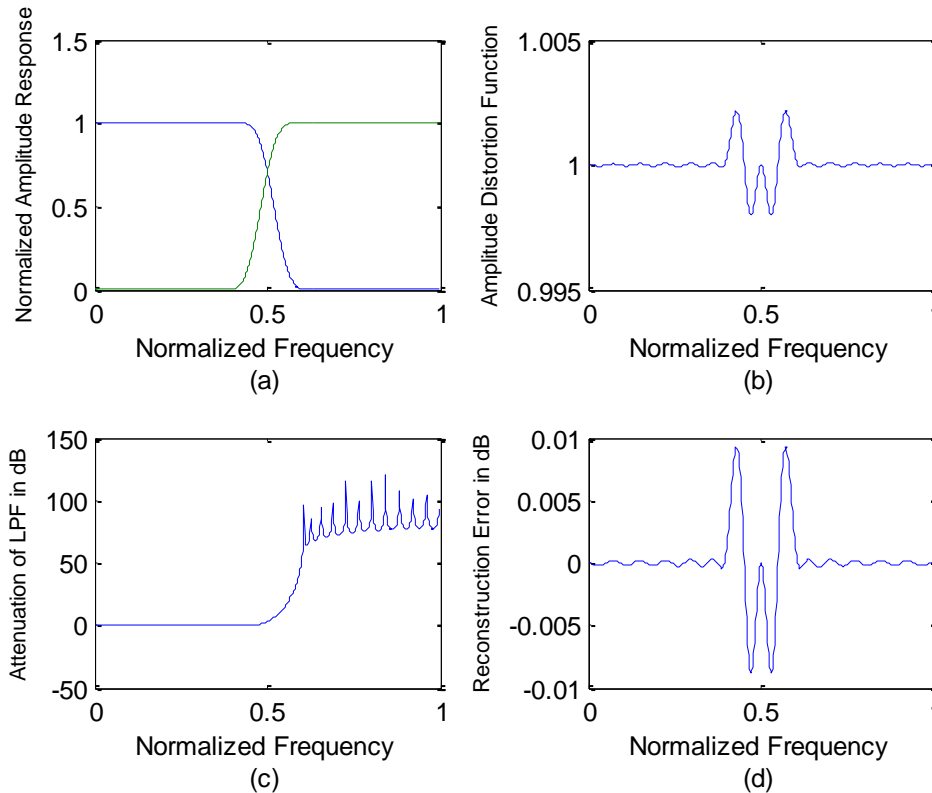 Normalized Amplitude Response
1.5
1
0.5
0
0
0.5
1
Normalized Frequency
(a)
Amplitude Distortion Function
1.005
1
0.995
0
0.5
1
Normalized Frequency
(b)
Attenuation of LPF in dB
150
100
50
0
-50
0
0.5
1
Normalized Frequency
(c)
Reconstruction Error in dB
0.01
0.005
0
-0.005
-0.01
0
0.5
1
Normalized Frequency
(d)